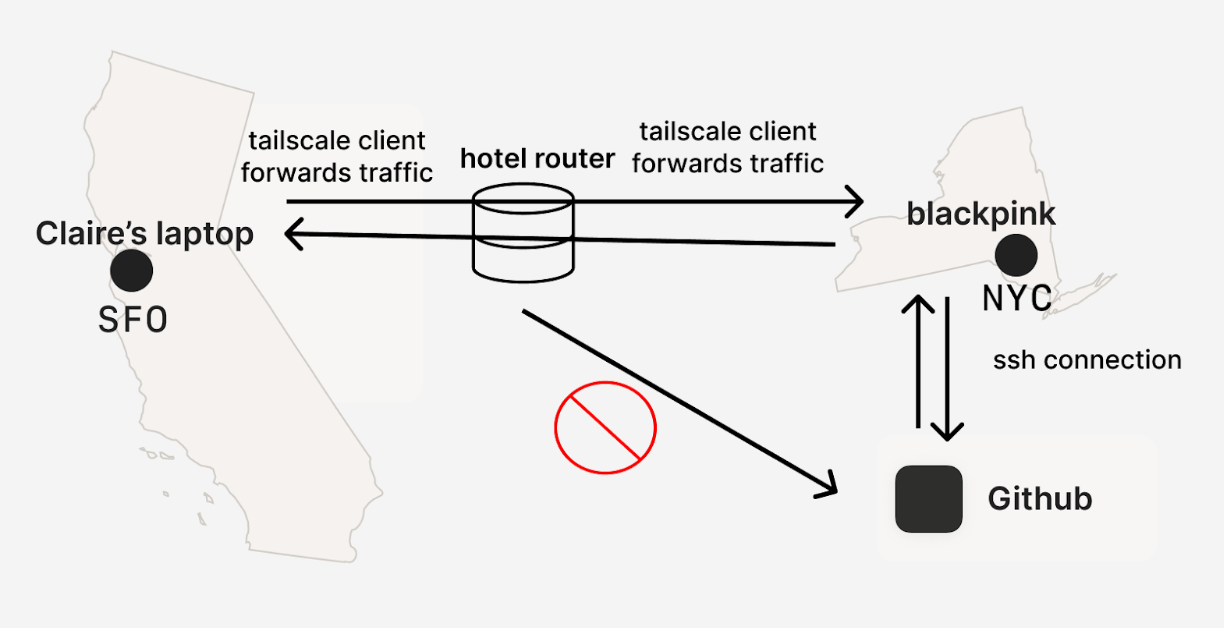 tailscale client
forwards traffic
hotel router
tailscale client
forwards traffic
Claire’s laptop
SFO
blackpink
NYC
ssh connection
Github